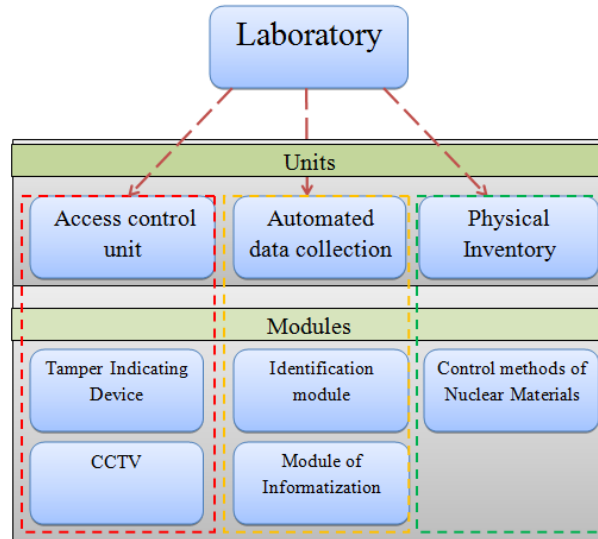 Laboratory
Units
Access control
unit
Automated
data collection
Physical
Inventory
Modules
Tamper Indicating
Device
Identification
module
Control methods of
Nuclear Materials
CCTV
Module of
Informatization